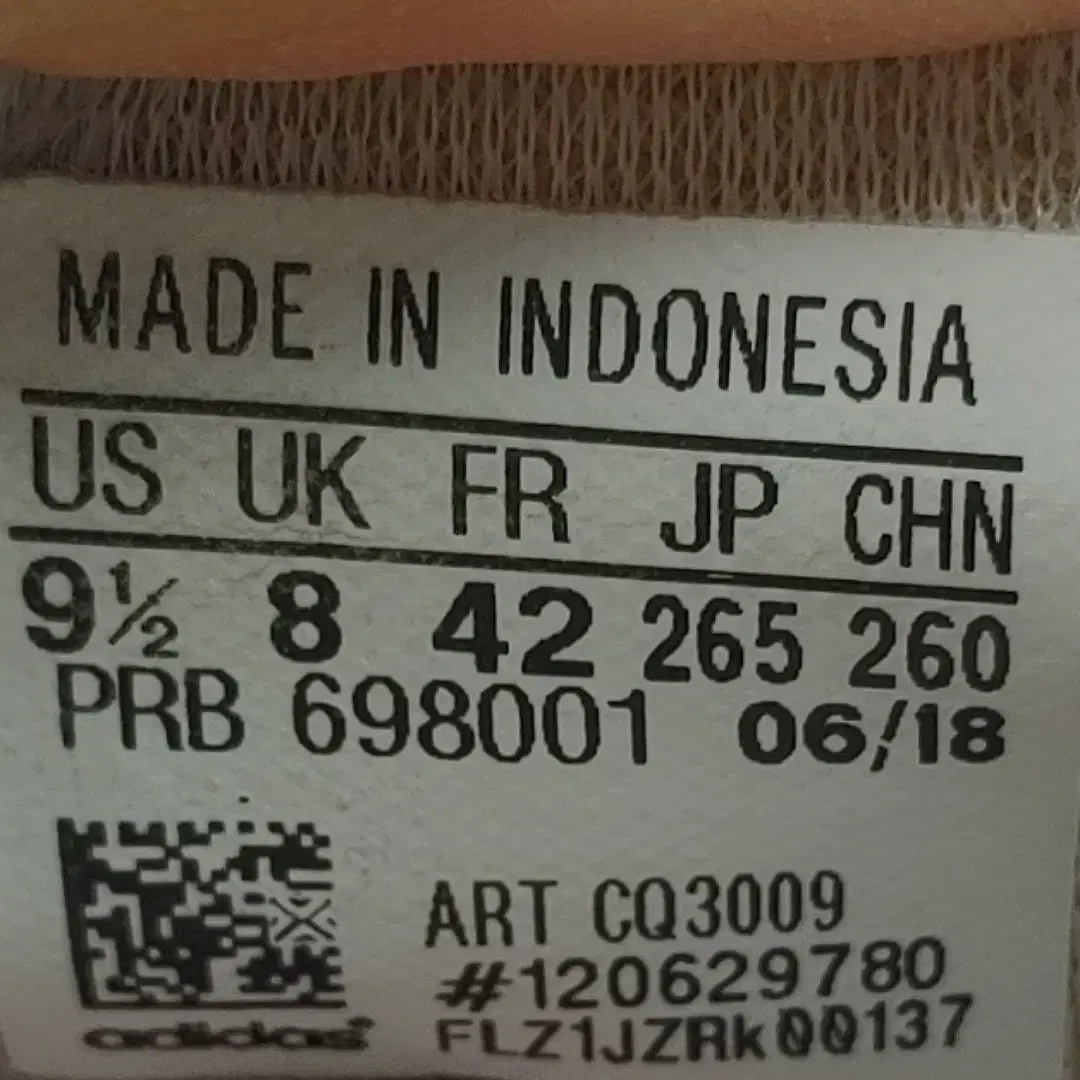 MADE IN INDONESIA
US UK FR JP CHN
9½ 8 42 265 260
PRB 698001 06/18
ART CQ3009
#120629780
adidas
FLZ1JZRk00137